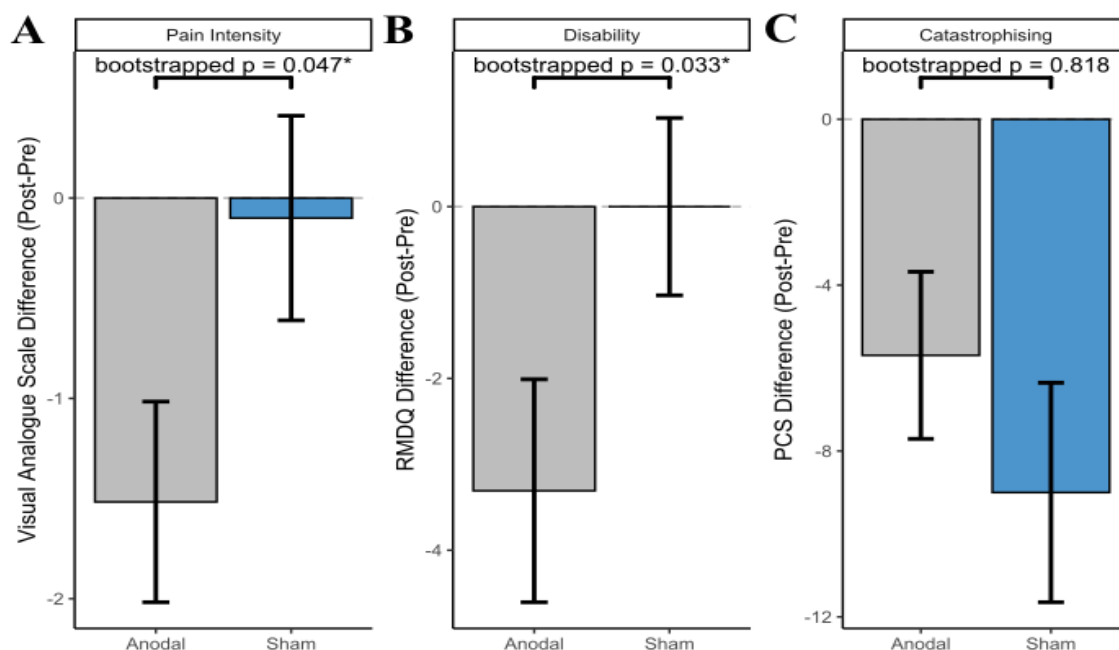 A
Pain Intensity
bootstrapped p = 0.047*
Visual Analogue Scale Difference (Post-Pre)
0
-1
-2
Anodal
Sham
B
Disability
bootstrapped p = 0.033*
RMDQ Difference (Post-Pre)
0
-2
-4
Anodal
Sham
C
Catastrophising
bootstrapped p = 0.818
PCS Difference (Post-Pre)
0
-4
-8
-12
Anodal
Sham